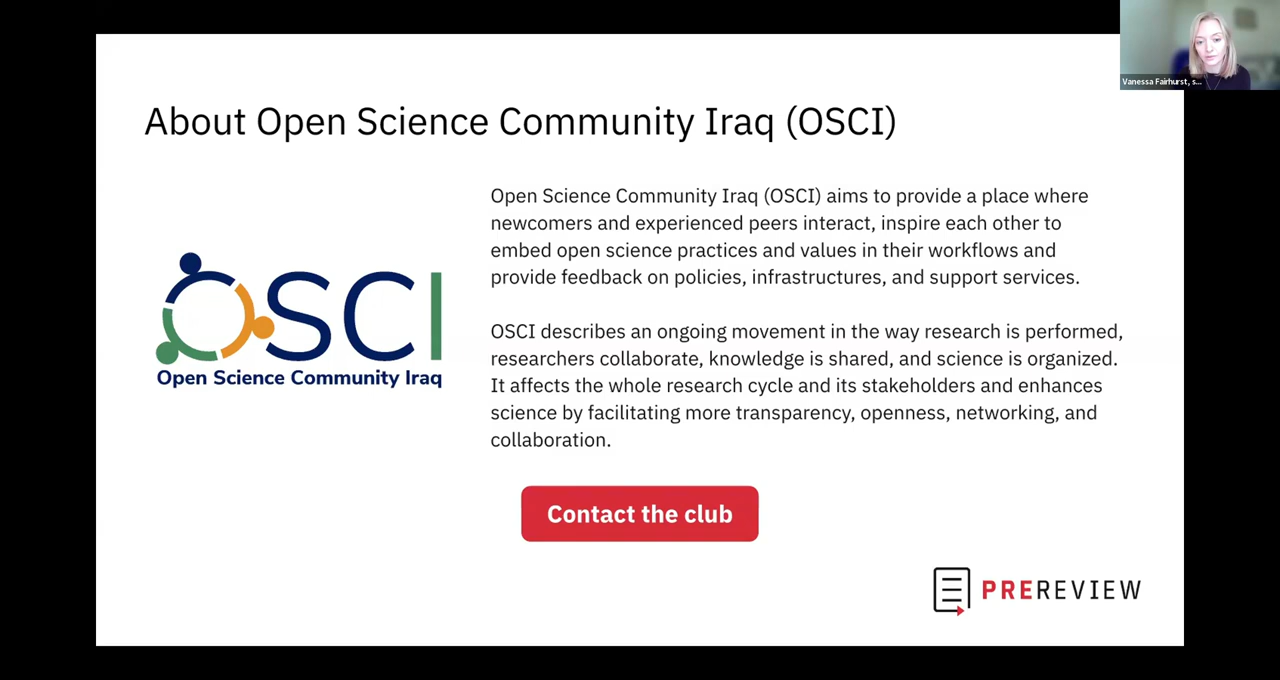 Vanessa Fairhurst, s...
About Open Science Community Iraq (OSCI)
Open Science Community Iraq (OSCI) aims to provide a place where
newcomers and experienced peers interact, inspire each other to
embed open science practices and values in their workflows and
provide feedback on policies, infrastructures, and support services.
OSCI
Open Science Community Iraq
OSCI describes an ongoing movement in the way research is performed,
researchers collaborate, knowledge is shared, and science is organized.
It affects the whole research cycle and its stakeholders and enhances
science by facilitating more transparency, openness, networking, and
collaboration.
Contact the club
PREREVIEW